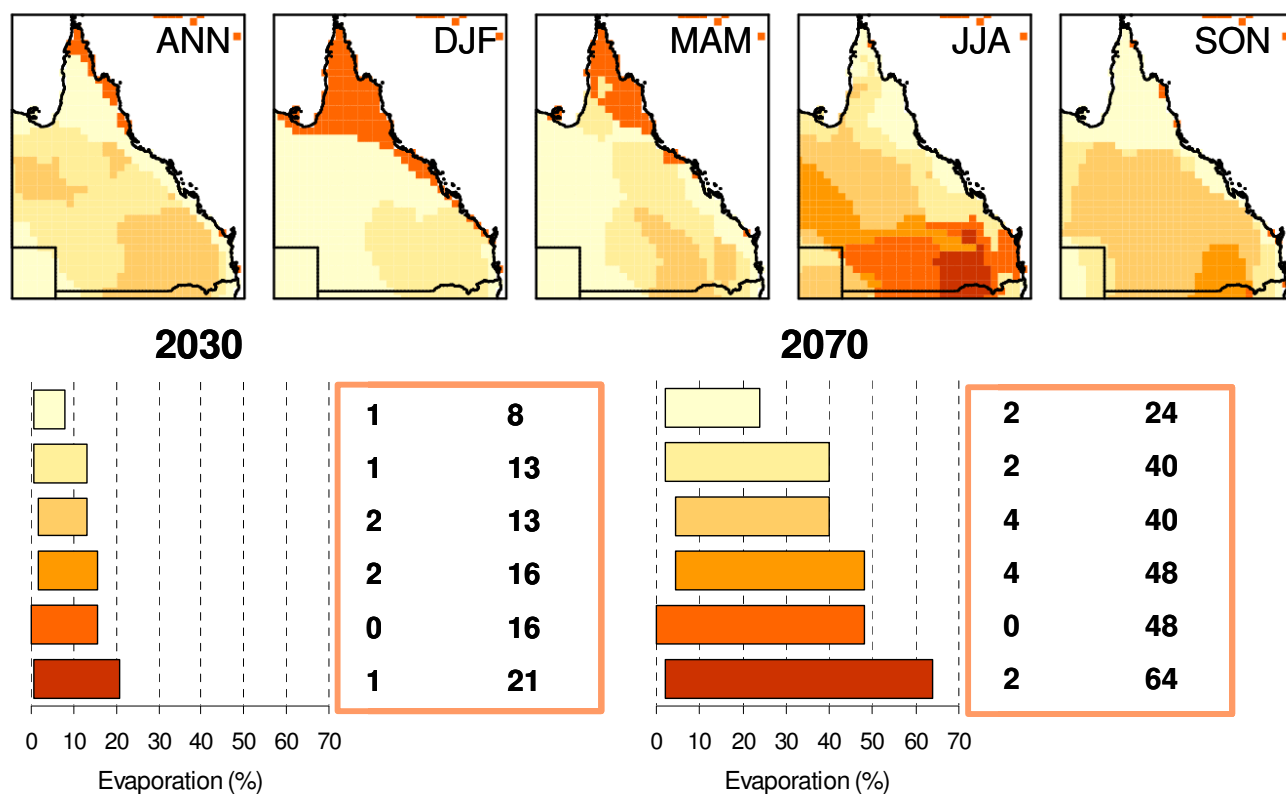 ANN DJF MAM JJA SON
2030 2070
1 8 2 24
1 13 2 40
2 13 4 40
2 16 4 48
0 16 0 48
1 21 2 64
0 10 20 30 40 50 60 70 0 10 20 30 40 50 60 70
Evaporation (%) Evaporation (%)